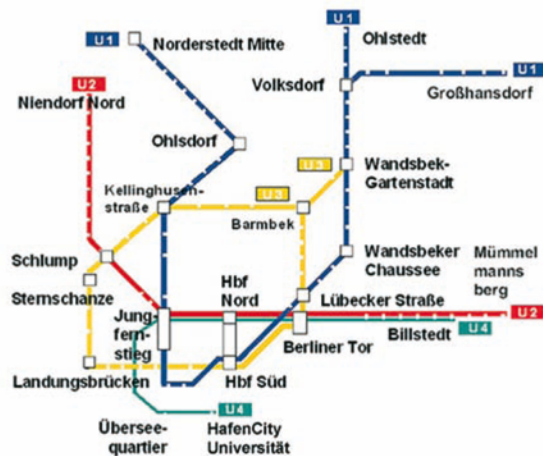 U1
Norderstedt Mitte
U1
Ohlstedt
U2
Niendorf Nord
Volksdorf
U1
Großhansdorf
Ohlsdorf
U3
Wandsbek-
Gartenstadt
Kellinghusen-
straße
U3
Barmbek
Schlump
Sternschanze
Hbf
Nord
Wandsbeker
Chaussee
Mümmel
manns
berg
Jung-
fern-
stieg
Lübecker Straße
U2
Billstedt
U4
Berliner Tor
Landungsbrücken
Hbf Süd
U4
Übersee-
quartier
HafenCity
Universität